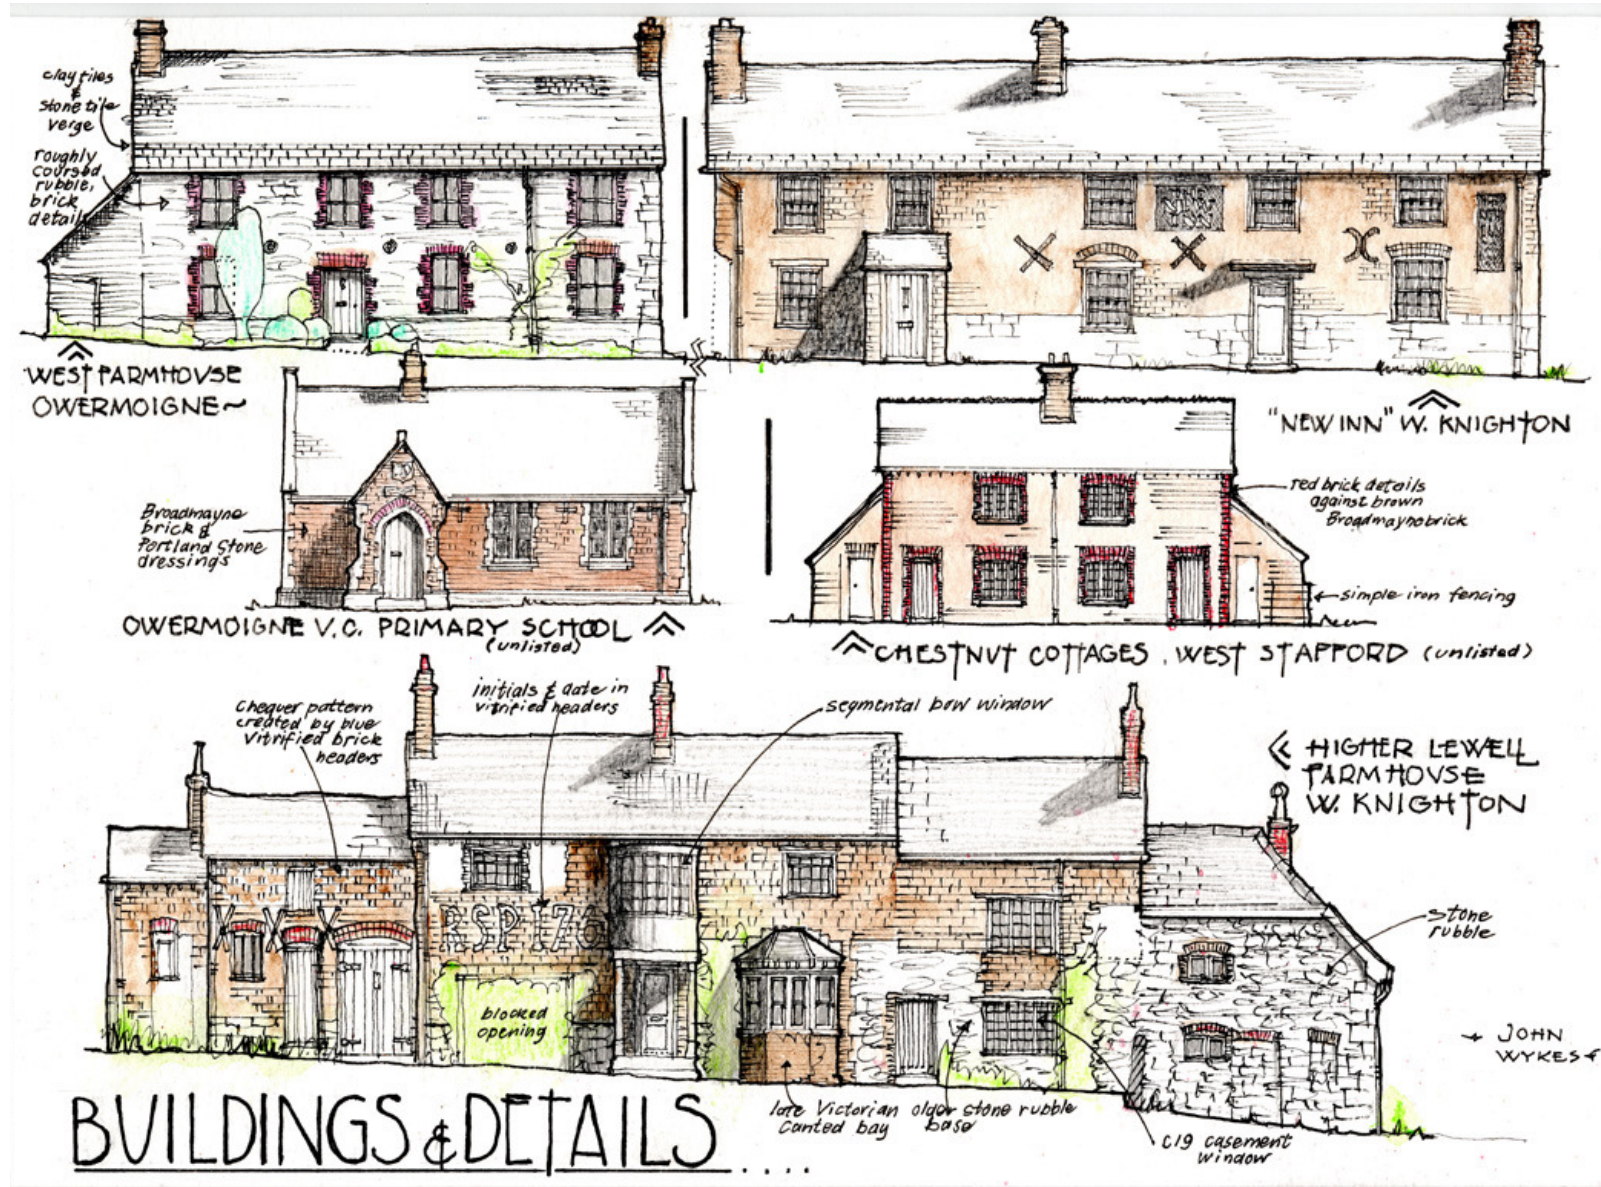 clay tiles
&
stone tile
verge
roughly
coursed
rubble,
brick
details
WEST FARMHOUSE
OWERMOIGNE~
"NEW INN" W. KNIGHTON
Broadmayne
brick &
Portland Stone
dressings
OWERMOIGNE V.C. PRIMARY SCHOOL
(unlisted)
red brick details
against brown
Broadmayne brick
simple iron fencing
CHESTNUT COTTAGES, WEST STAFFORD (unlisted)
Chequer pattern
created by blue
vitrified brick
headers
initials & date in
vitrified headers
segmental bow window
HIGHER LEWELL
FARMHOUSE
W. KNIGHTON
RSP 176
stone
rubble
blocked
opening
JOHN
WYKES
late Victorian
canted bay
older stone rubble
base
C19 casement
window
BUILDINGS & DETAILS.....